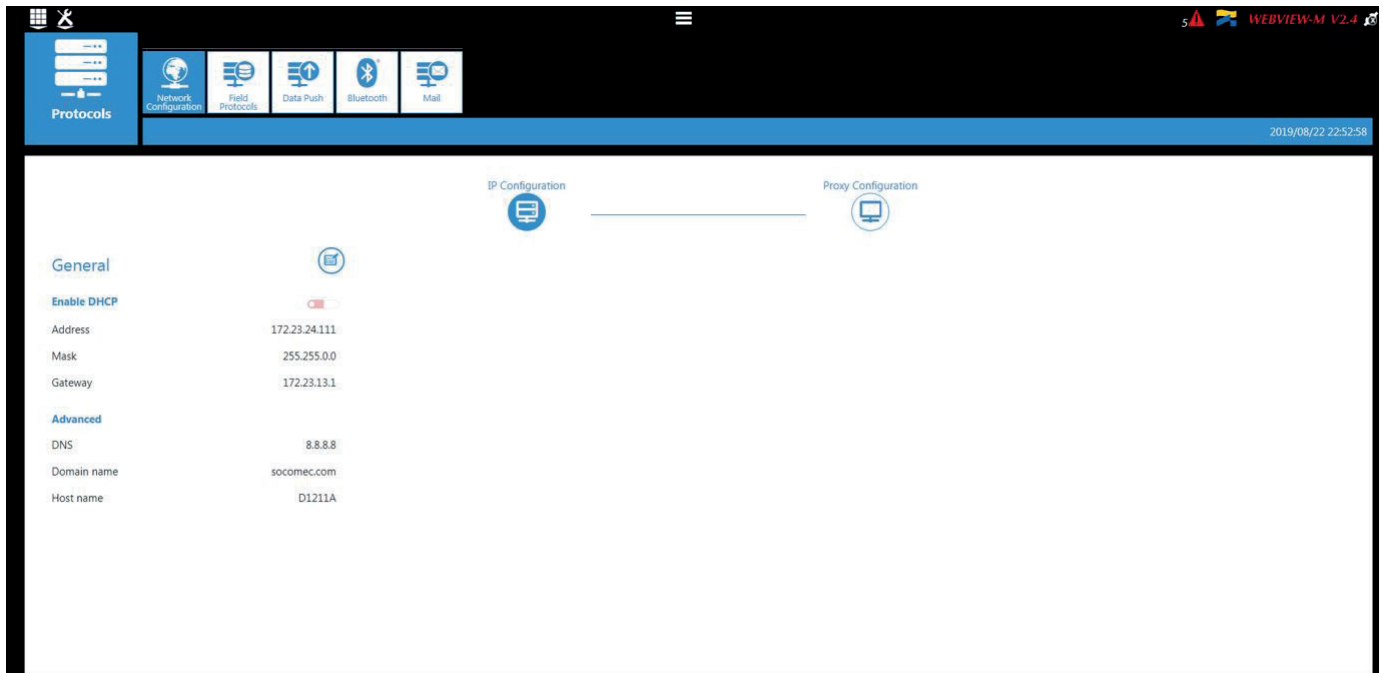 5 WEBVIEW-M V2.4
Protocols
Network Configuration
Field Protocols
Data Push
Bluetooth
Mail
2019/08/22 22:52:58
IP Configuration
Proxy Configuration
General
Enable DHCP
Address 172.23.24.111
Mask 255.255.0.0
Gateway 172.23.13.1
Advanced
DNS 8.8.8.8
Domain name socomec.com
Host name D1211A